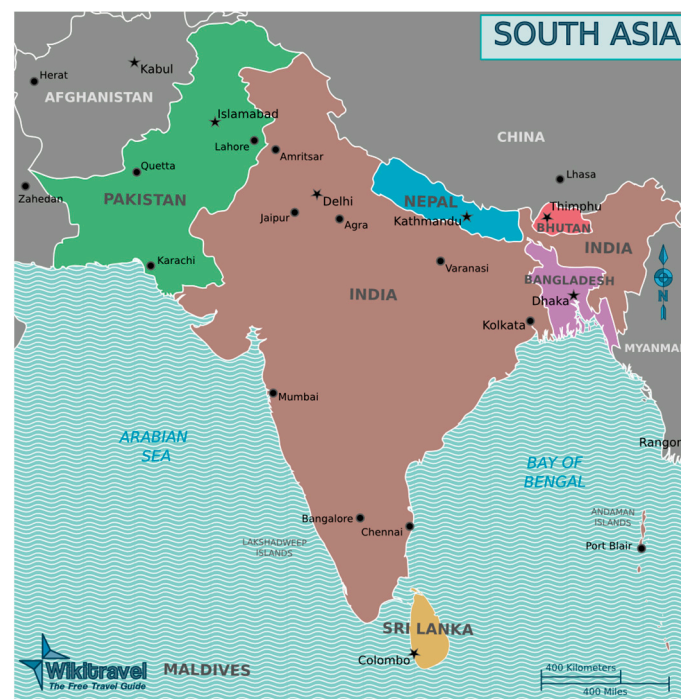 SOUTH ASIA
Herat
Kabul
AFGHANISTAN
Islamabad
CHINA
Lahore
Amritsar
Quetta
Lhasa
Zahedan
PAKISTAN
Delhi
NEPAL
Thimphu
Jaipur
Agra
Kathmandu
BHUTAN
INDIA
Karachi
Varanasi
BANGLADESH
INDIA
Dhaka
N
Kolkata
MYANMAR
Mumbai
ARABIAN
SEA
Rangon
BAY OF
BENGAL
Bangalore
Chennai
ANDAMAN
ISLANDS
LAKSHADWEEP
ISLANDS
Port Blair
SRI LANKA
Colombo
Wikitravel
The Free Travel Guide
MALDIVES
400 Kilometers
400 Miles